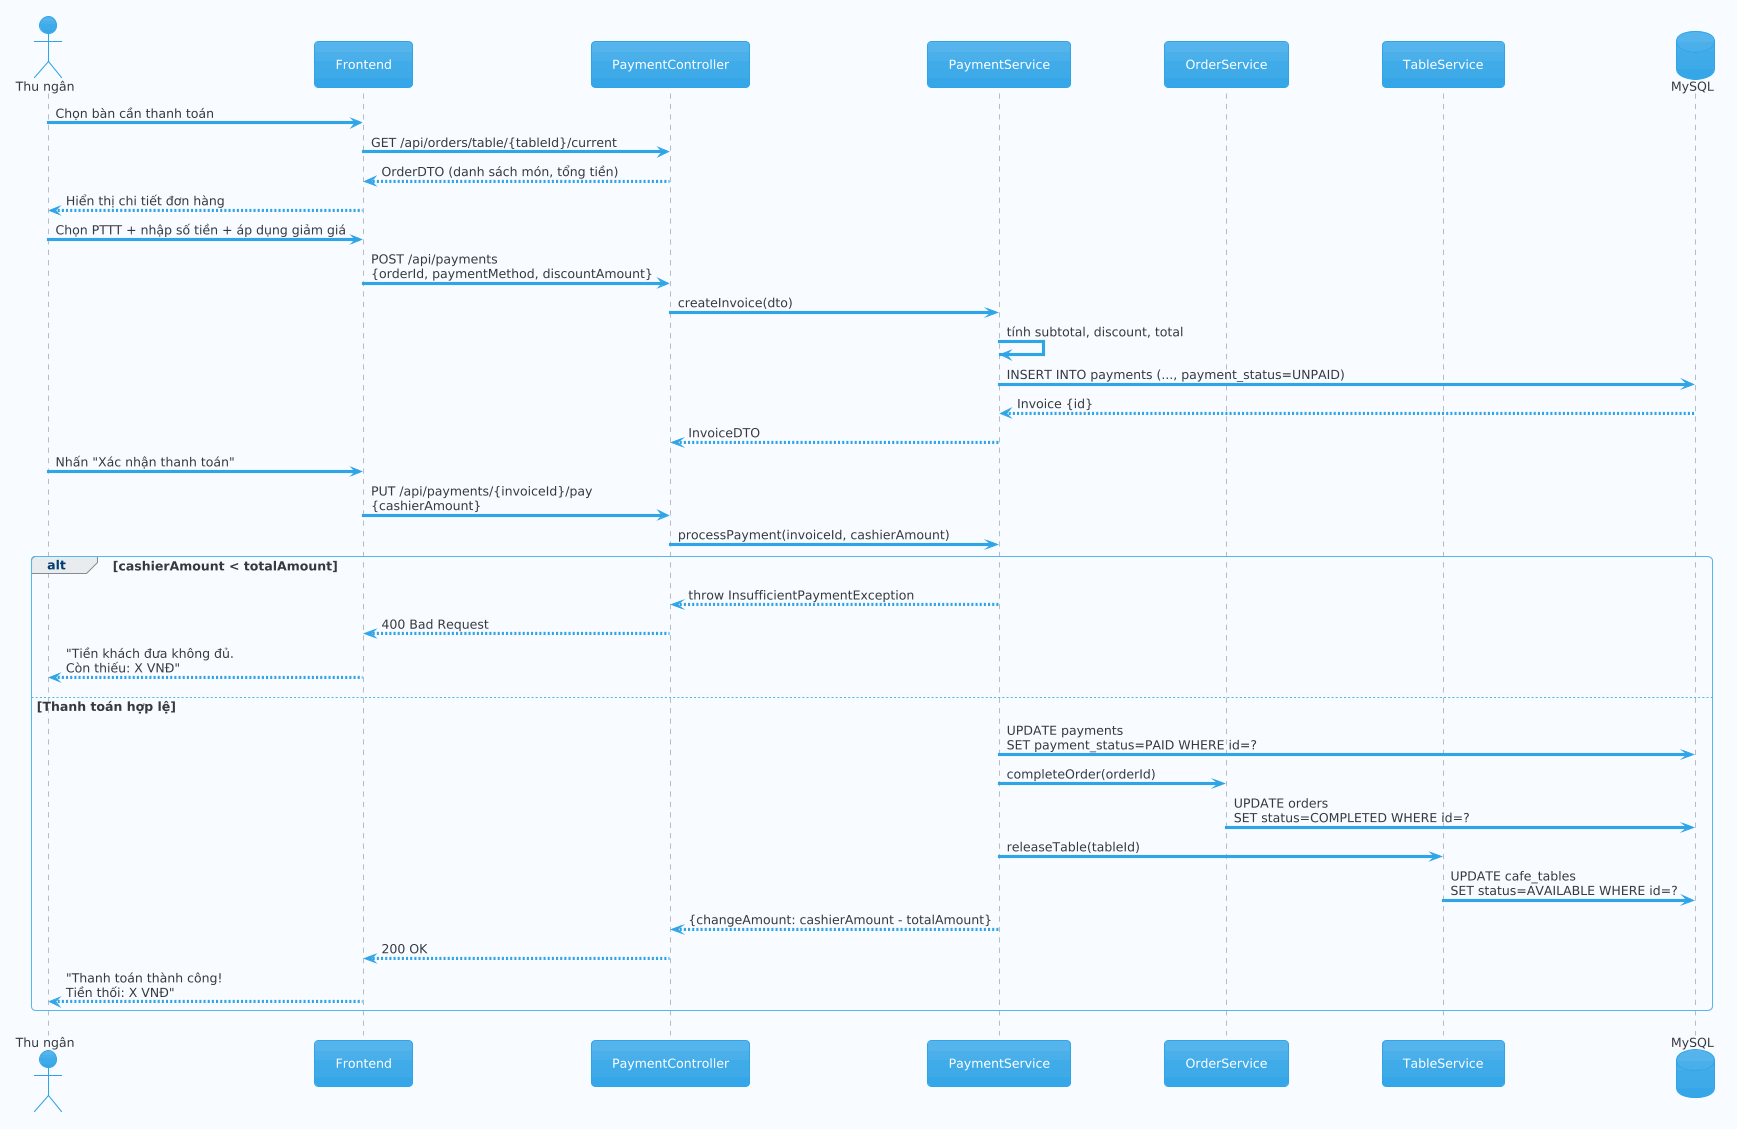 Thu ngân
Frontend
PaymentController
PaymentService
OrderService
TableService
MySQL
Chọn bàn cần thanh toán
GET /api/orders/table/{tableId}/current
OrderDTO (danh sách món, tổng tiền)
Hiển thị chi tiết đơn hàng
Chọn PTTT + nhập số tiền + áp dụng giảm giá
POST /api/payments
{orderId, paymentMethod, discountAmount}
createInvoice(dto)
tính subtotal, discount, total
INSERT INTO payments (..., payment_status=UNPAID)
Invoice {id}
InvoiceDTO
Nhấn "Xác nhận thanh toán"
PUT /api/payments/{invoiceId}/pay
{cashierAmount}
processPayment(invoiceId, cashierAmount)
alt [cashierAmount < totalAmount]
throw InsufficientPaymentException
400 Bad Request
"Tiền khách đưa không đủ.
Còn thiếu: X VNĐ"
[Thanh toán hợp lệ]
UPDATE payments
SET payment_status=PAID WHERE id=?
completeOrder(orderId)
UPDATE orders
SET status=COMPLETED WHERE id=?
releaseTable(tableId)
UPDATE cafe_tables
SET status=AVAILABLE WHERE id=?
{changeAmount: cashierAmount - totalAmount}
200 OK
"Thanh toán thành công!
Tiền thối: X VNĐ"
Thu ngân
Frontend
PaymentController
PaymentService
OrderService
TableService
MySQL